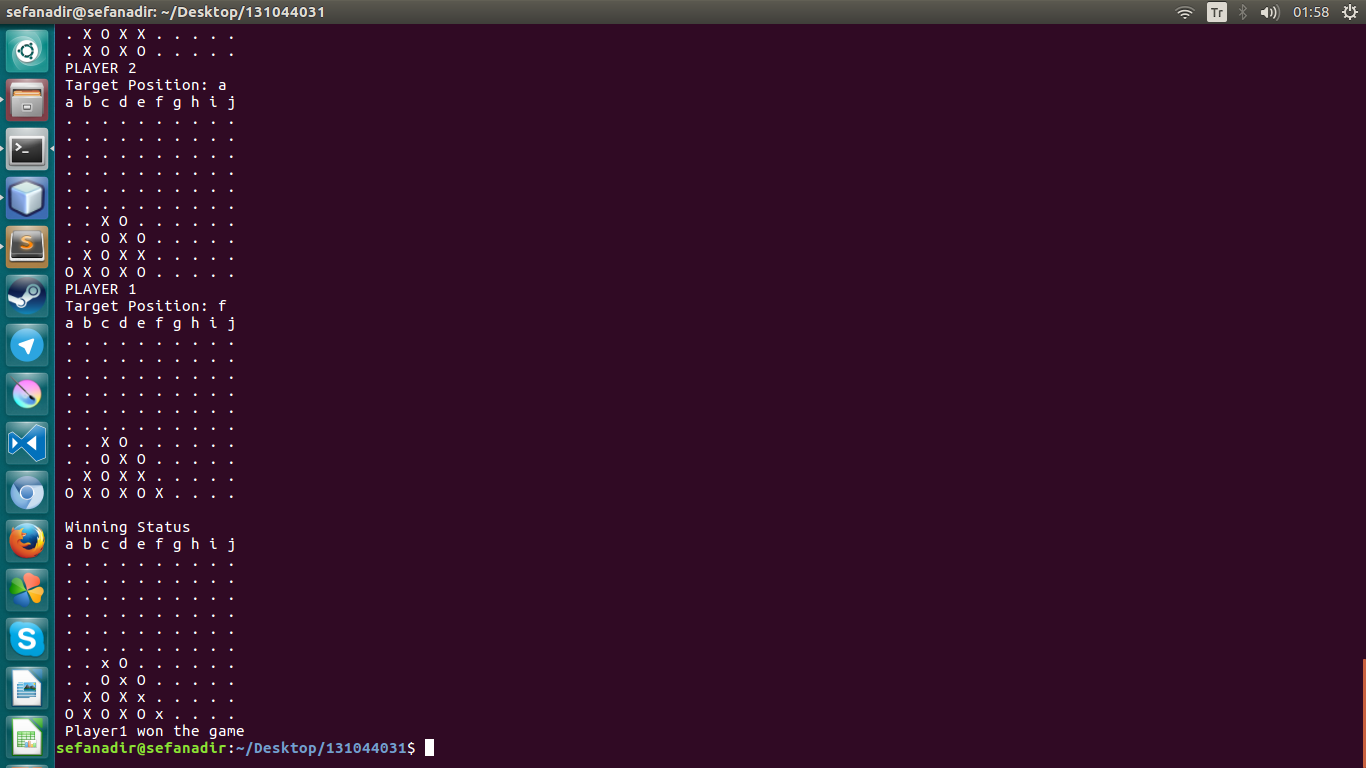 sefanadir@sefanadir: ~/Desktop/131044031
Tr
01:58
. X O X X . . . . .
. X O X O . . . . .
PLAYER 2
Target Position: a
a b c d e f g h i j
. . . . . . . . . .
. . . . . . . . . .
. . . . . . . . . .
. . . . . . . . . .
. . . . . . . . . .
. . . . . . . . . .
. . X O . . . . . .
. . O X O . . . . .
. X O X X . . . . .
O X O X O . . . . .
PLAYER 1
Target Position: f
a b c d e f g h i j
. . . . . . . . . .
. . . . . . . . . .
. . . . . . . . . .
. . . . . . . . . .
. . . . . . . . . .
. . . . . . . . . .
. . X O . . . . . .
. . O X O . . . . .
. X O X X . . . . .
O X O X O X . . . .
Winning Status
a b c d e f g h i j
. . . . . . . . . .
. . . . . . . . . .
. . . . . . . . . .
. . . . . . . . . .
. . . . . . . . . .
. . . . . . . . . .
. . x O . . . . . .
. . O x O . . . . .
. X O X x . . . . .
O X O X O x . . . .
Player1 won the game
sefanadir@sefanadir:~/Desktop/131044031$